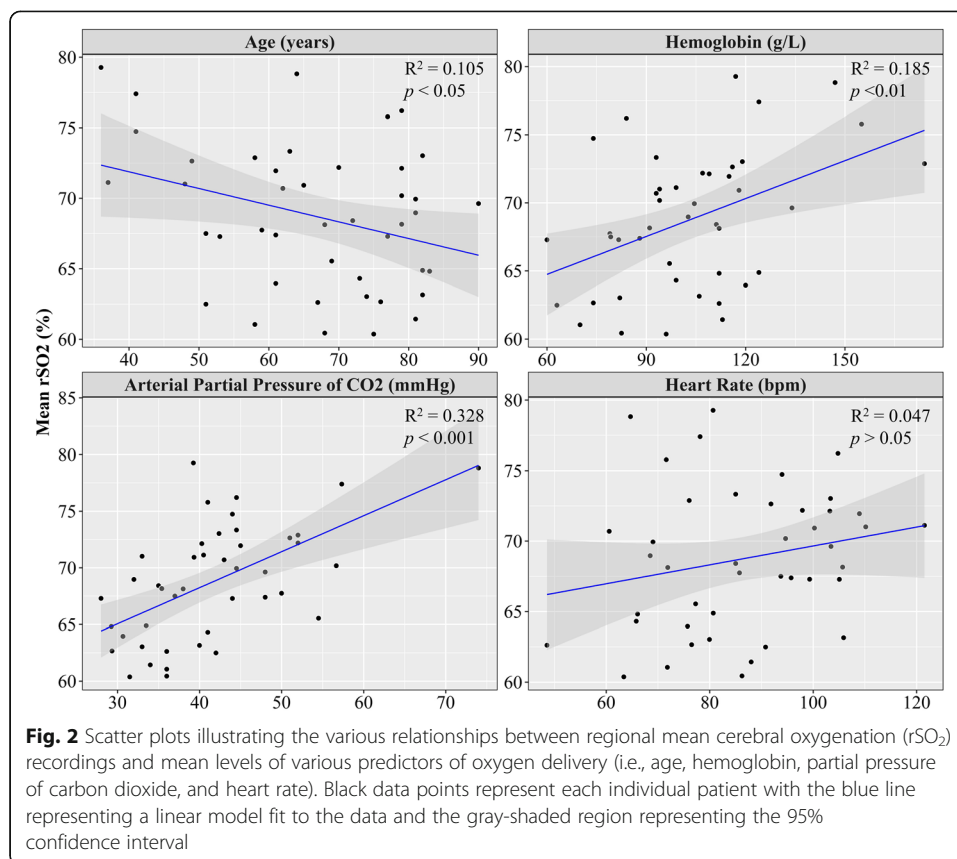 Age (years)
R² = 0.105
p < 0.05
80
75
70
65
60
40
50
60
70
80
90
Hemoglobin (g/L)
R² = 0.185
p <0.01
80
75
70
65
60
60
90
120
150
Mean rSO2 (%)
Arterial Partial Pressure of CO2 (mmHg)
R² = 0.328
p < 0.001
85
80
75
70
65
60
30
40
50
60
70
Heart Rate (bpm)
R² = 0.047
p > 0.05
80
75
70
65
60
60
80
100
120
Fig. 2 Scatter plots illustrating the various relationships between regional mean cerebral oxygenation (rSO₂)
recordings and mean levels of various predictors of oxygen delivery (i.e., age, hemoglobin, partial pressure
of carbon dioxide, and heart rate). Black data points represent each individual patient with the blue line
representing a linear model fit to the data and the gray-shaded region representing the 95%
confidence interval